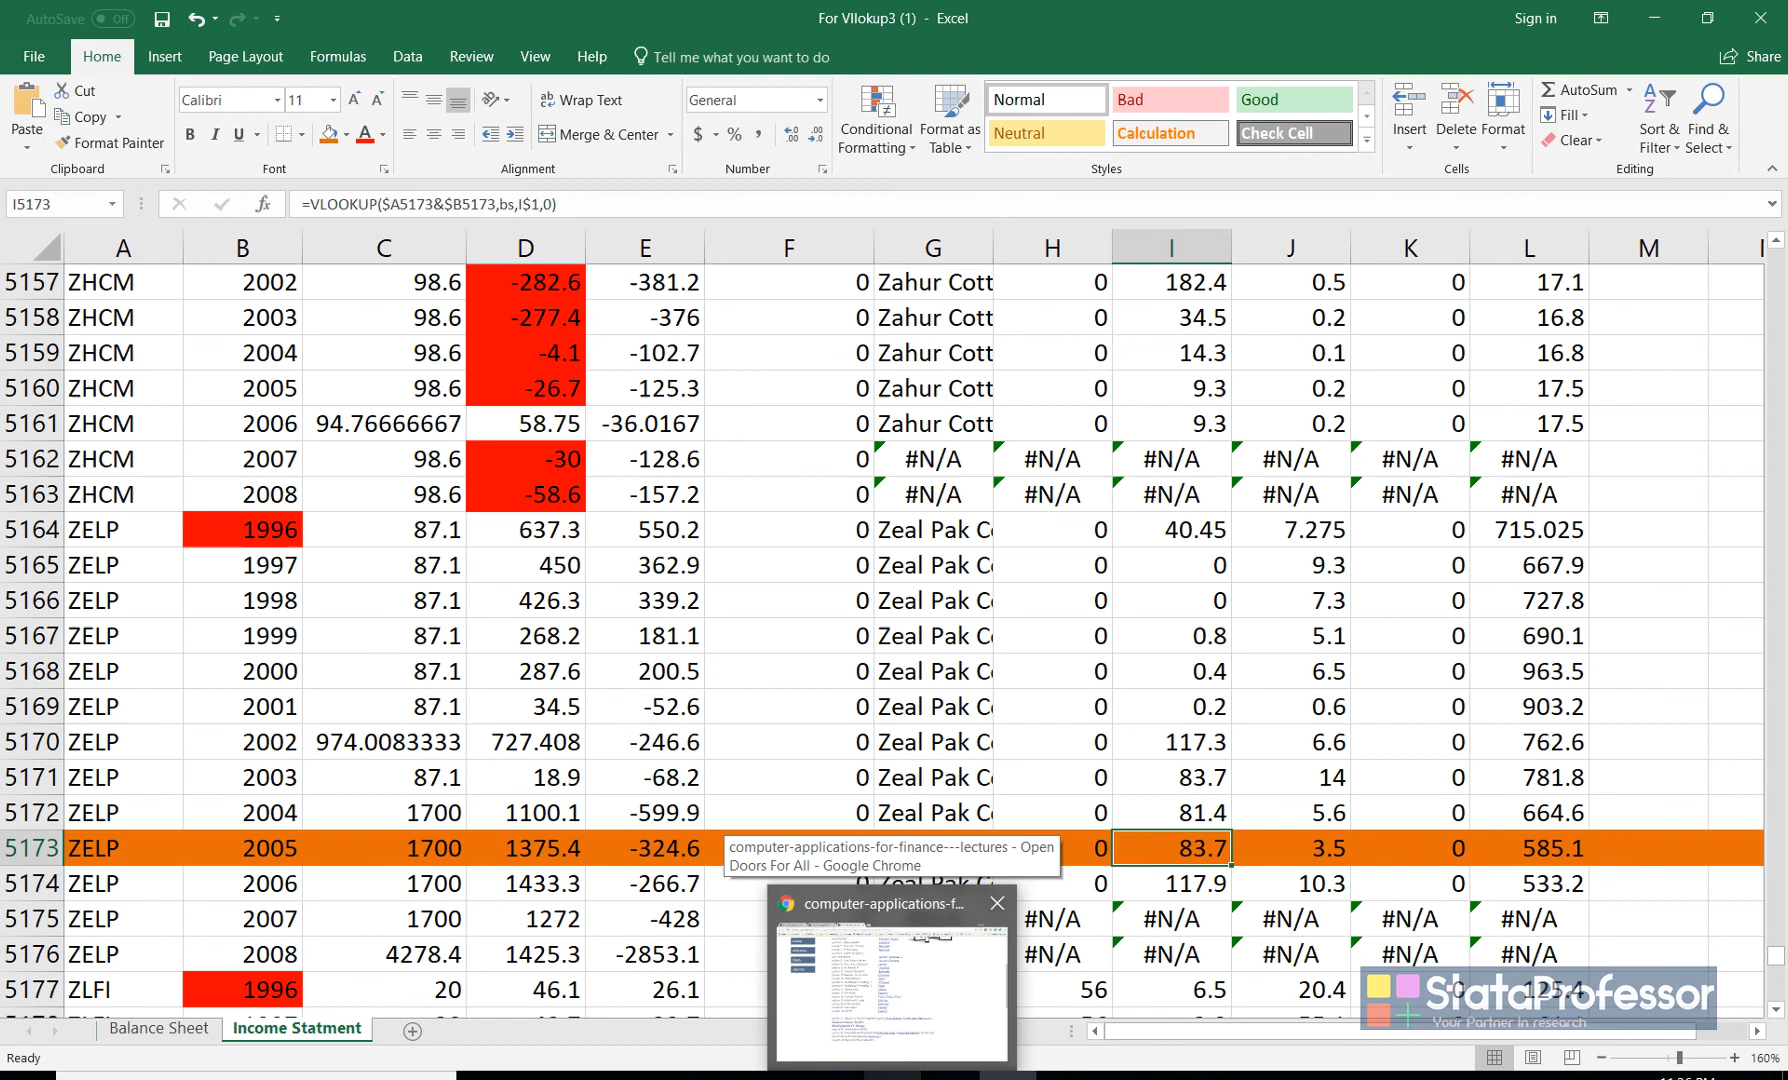 AutoSave Off For Vllokup3 (1) - Excel Sign in
File Home Insert Page Layout Formulas Data Review View Help Tell me what you want to do Share
Paste Cut Copy Format Painter Clipboard
Calibri 11 B I U Font
Wrap Text Merge & Center Alignment
General $ % , Number
Conditional Formatting Format as Table
Normal Bad Good
Neutral Calculation Check Cell
Styles
Insert Delete Format Cells
AutoSum Fill Clear Sort & Filter Find & Select Editing
I5173 fx =VLOOKUP($A5173&$B5173,bs,I$1,0)
A B C D E F G H I J K L M
5157 ZHCM 2002 98.6 -282.6 -381.2 0 Zahur Cott 0 182.4 0.5 0 17.1
5158 ZHCM 2003 98.6 -277.4 -376 0 Zahur Cott 0 34.5 0.2 0 16.8
5159 ZHCM 2004 98.6 -4.1 -102.7 0 Zahur Cott 0 14.3 0.1 0 16.8
5160 ZHCM 2005 98.6 -26.7 -125.3 0 Zahur Cott 0 9.3 0.2 0 17.5
5161 ZHCM 2006 94.76666667 58.75 -36.0167 0 Zahur Cott 0 9.3 0.2 0 17.5
5162 ZHCM 2007 98.6 -30 -128.6 0 #N/A #N/A #N/A #N/A #N/A #N/A
5163 ZHCM 2008 98.6 -58.6 -157.2 0 #N/A #N/A #N/A #N/A #N/A #N/A
5164 ZELP 1996 87.1 637.3 550.2 0 Zeal Pak C 0 40.45 7.275 0 715.025
5165 ZELP 1997 87.1 450 362.9 0 Zeal Pak C 0 0 9.3 0 667.9
5166 ZELP 1998 87.1 426.3 339.2 0 Zeal Pak C 0 0 7.3 0 727.8
5167 ZELP 1999 87.1 268.2 181.1 0 Zeal Pak C 0 0.8 5.1 0 690.1
5168 ZELP 2000 87.1 287.6 200.5 0 Zeal Pak C 0 0.4 6.5 0 963.5
5169 ZELP 2001 87.1 34.5 -52.6 0 Zeal Pak C 0 0.2 0.6 0 903.2
5170 ZELP 2002 974.0083333 727.408 -246.6 0 Zeal Pak C 0 117.3 6.6 0 762.6
5171 ZELP 2003 87.1 18.9 -68.2 0 Zeal Pak C 0 83.7 14 0 781.8
5172 ZELP 2004 1700 1100.1 -599.9 0 Zeal Pak C 0 81.4 5.6 0 664.6
5173 ZELP 2005 1700 1375.4 -324.6 0 83.7 3.5 0 585.1
computer-applications-for-finance---lectures - Open
Doors For All - Google Chrome
5174 ZELP 2006 1700 1433.3 -266.7 0 Zeal Pak C 0 117.9 10.3 0 533.2
computer-applications-f...
5175 ZELP 2007 1700 1272 -428 #N/A #N/A #N/A #N/A #N/A
5176 ZELP 2008 4278.4 1425.3 -2853.1 #N/A #N/A #N/A #N/A #N/A
5177 ZLFI 1996 20 46.1 26.1 56 6.5 20.4 0 125.4
StataProfessor
Your Partner in research
Balance Sheet Income Statment
Ready 160%